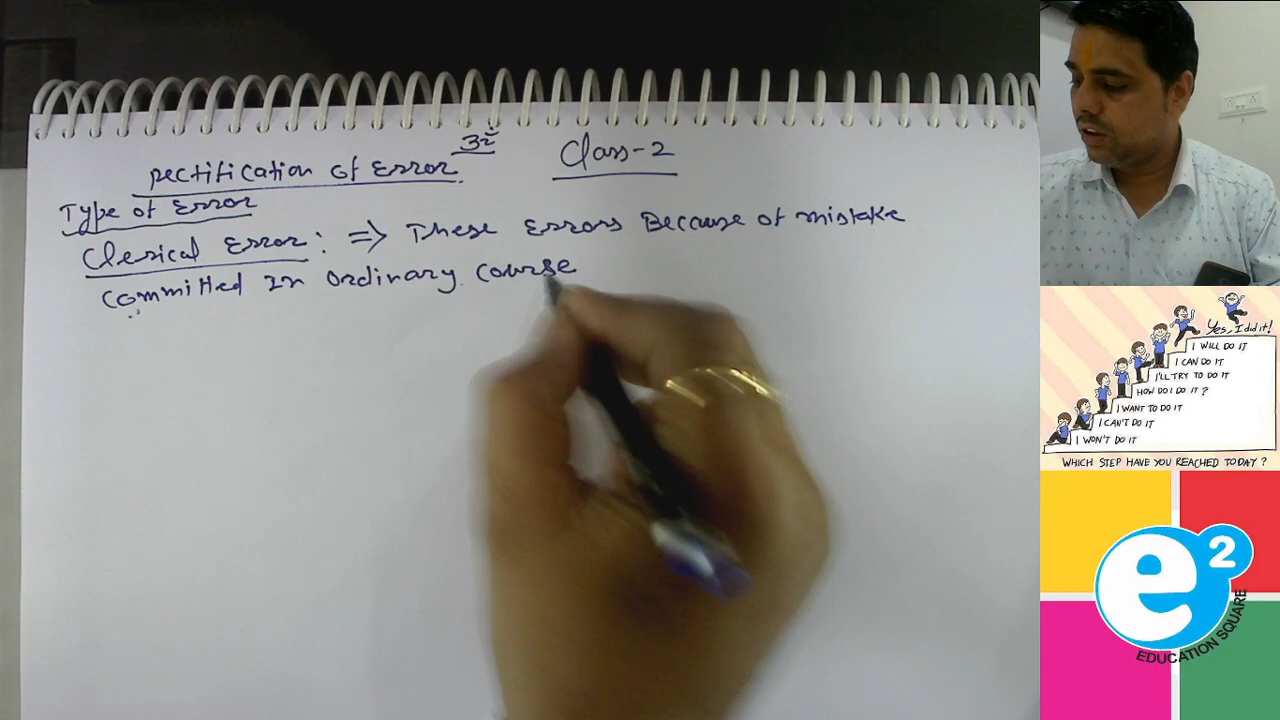 Rectification of Error
Class-2
Type of Error
Clerical Error : => These Errors Because of mistake
committed In ordinary course
Yes, I did it!
I WILL DO IT
I CAN DO IT
I'LL TRY TO DO IT
HOW DO I DO IT?
I WANT TO DO IT
I CAN'T DO IT
I WON'T DO IT
WHICH STEP HAVE YOU REACHED TODAY?
e2
EDUCATION SQUARE